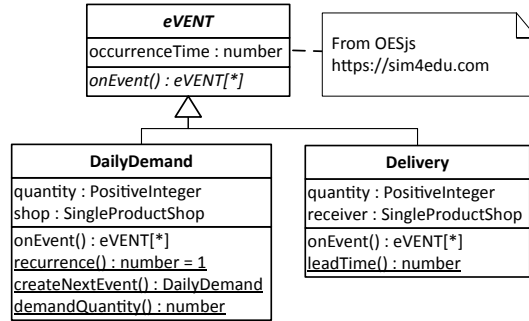 eVENT
occurrenceTime : number
onEvent() : eVENT[*]
From OESjs
https://sim4edu.com
DailyDemand
quantity : PositiveInteger
shop : SingleProductShop
onEvent() : eVENT[*]
recurrence() : number = 1
createNextEvent() : DailyDemand
demandQuantity() : number
Delivery
quantity : PositiveInteger
receiver : SingleProductShop
onEvent() : eVENT[*]
leadTime() : number